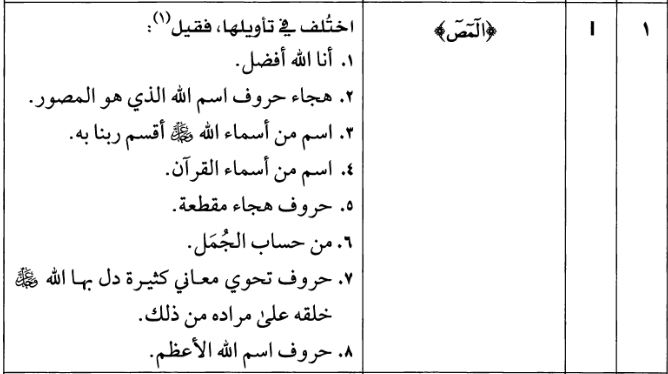 ١ ا ﴿الٓمٓصٓ﴾ اختُلف في تأويلها، فقيل(١):
١. أنا الله أفضل.
٢. هجاء حروف اسم الله الذي هو المصور.
٣. اسم من أسماء الله ﷻ أقسم ربنا به.
٤. اسم من أسماء القرآن.
٥. حروف هجاء مقطعة.
٦. من حساب الجُمَل.
٧. حروف تحوي معاني كثيرة دل بها الله ﷻ
خلقه على مراده من ذلك.
٨. حروف اسم الله الأعظم.